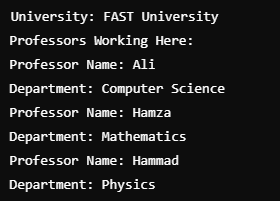 University: FAST University
Professors Working Here:
Professor Name: Ali
Department: Computer Science
Professor Name: Hamza
Department: Mathematics
Professor Name: Hammad
Department: Physics